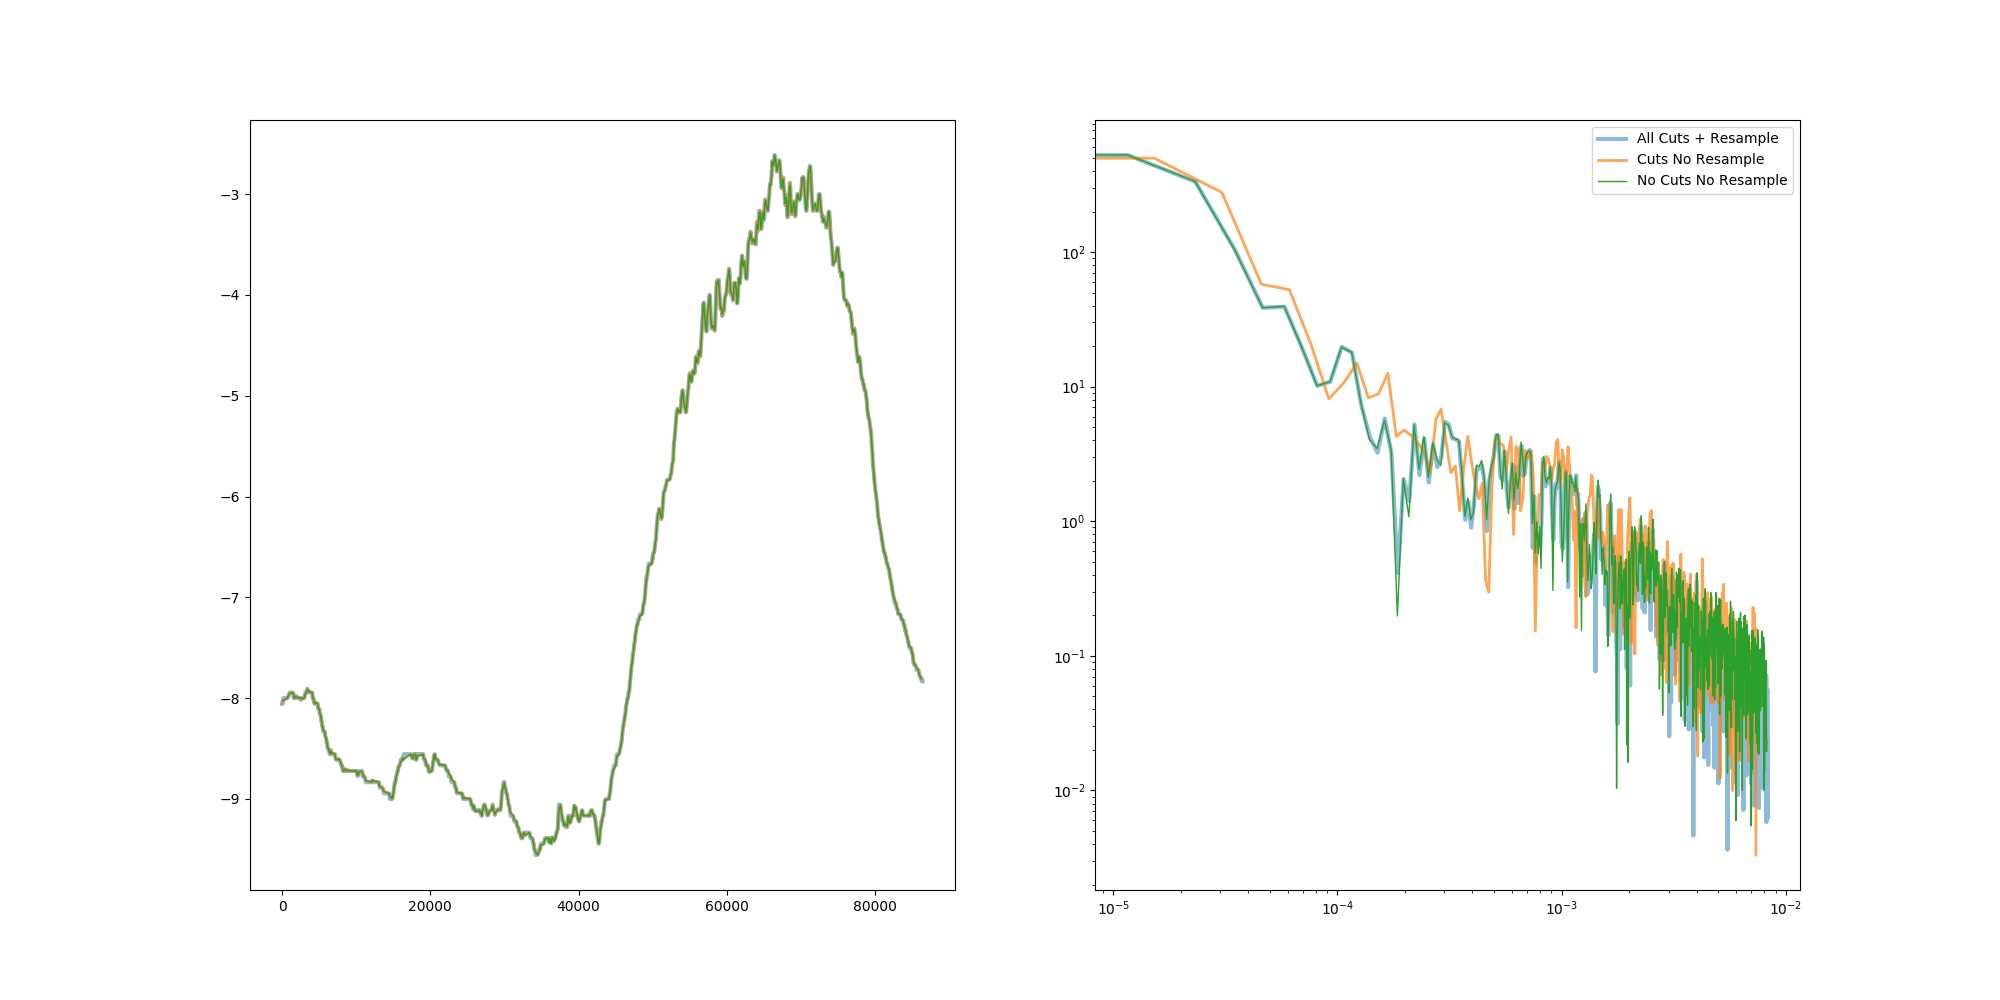 −3
−4
−5
−6
−7
−8
−9
0 20000 40000 60000 80000
All Cuts + Resample
Cuts No Resample
No Cuts No Resample
10²
10¹
10⁰
10⁻¹
10⁻²
10⁻⁵ 10⁻⁴ 10⁻³ 10⁻²